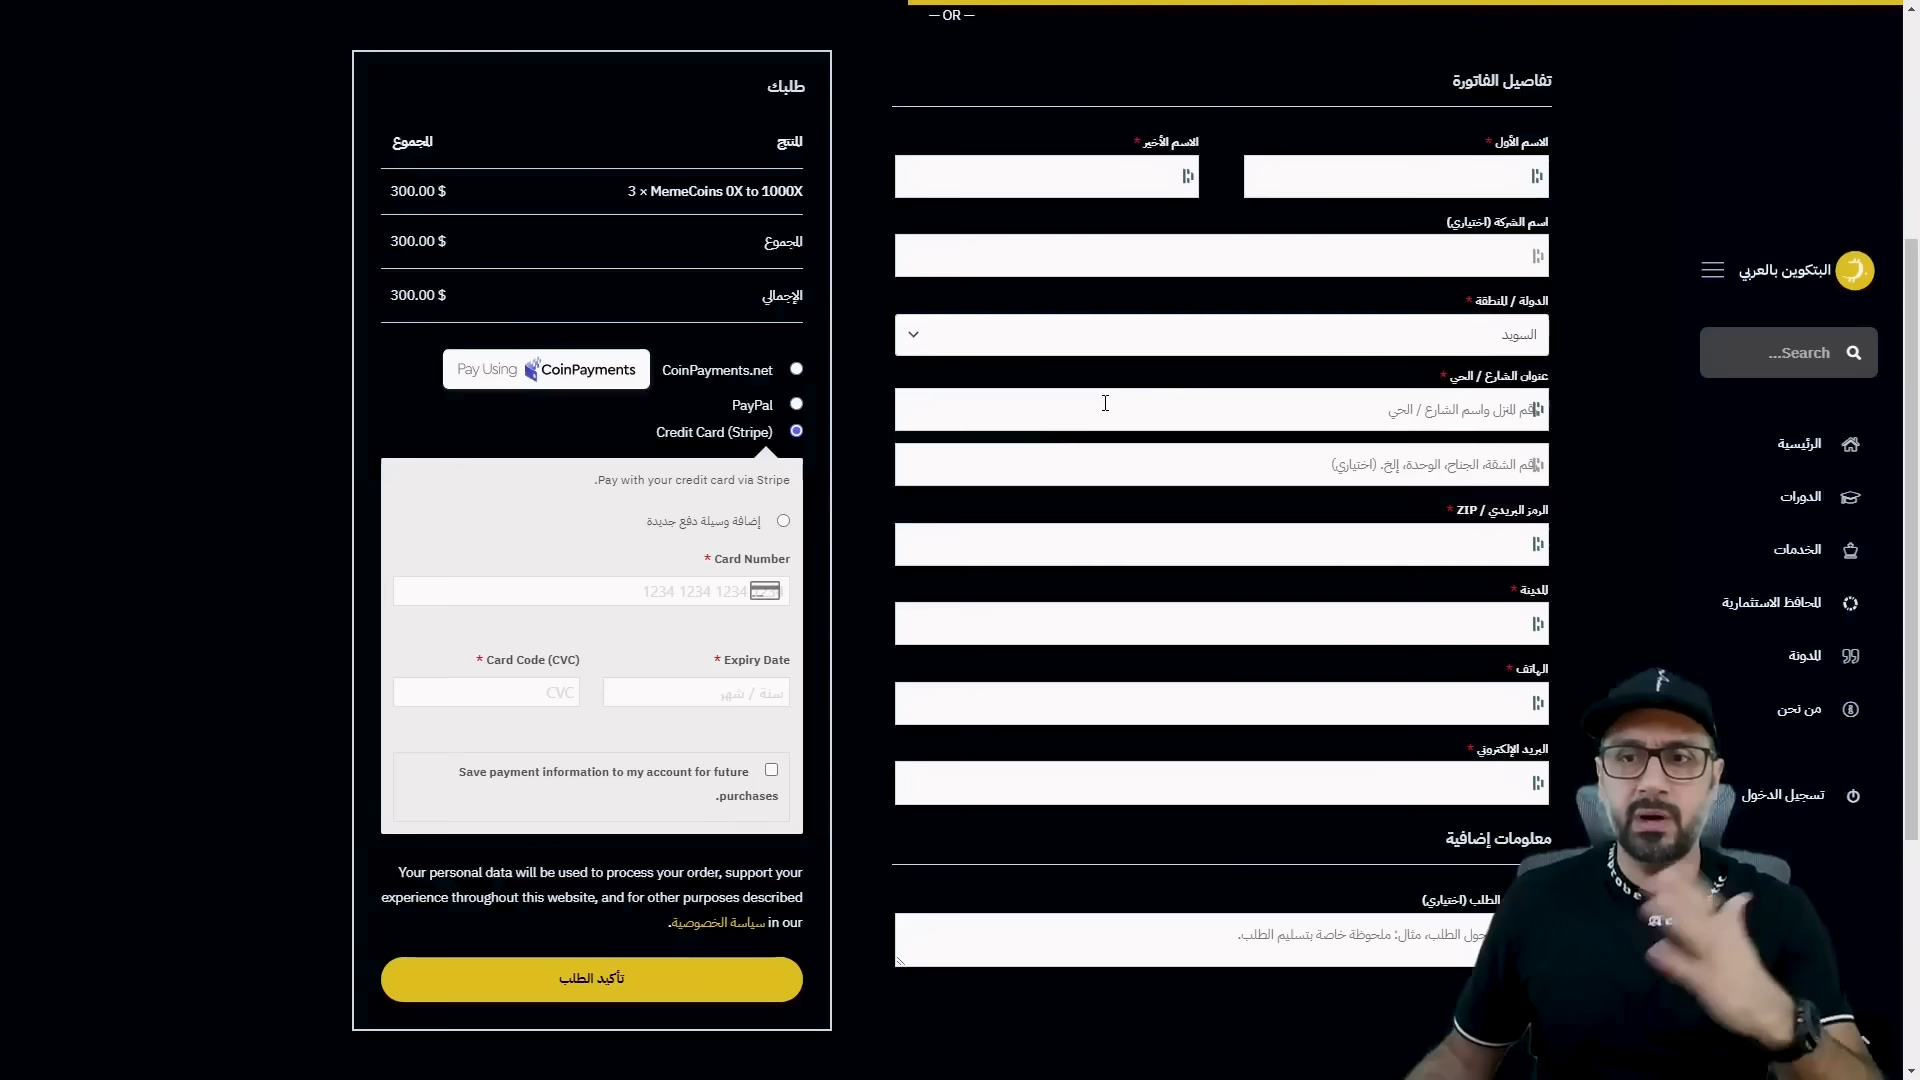 — OR —
تفاصيل الفاتورة
الاسم الأول *
الاسم الأخير *
اسم الشركة (اختياري)
الدولة / المنطقة *
السويد
عنوان الشارع / الحي *
رقم المنزل واسم الشارع / الحي
رقم الشقة، الجناح، الوحدة، إلخ. (اختياري)
الرمز البريدي / ZIP *
المدينة *
الهاتف *
البريد الإلكتروني *
معلومات إضافية
الطلب (اختياري)
حول الطلب، مثال: ملحوظة خاصة بتسليم الطلب.
طلبك
المنتج المجموع
MemeCoins 0X to 1000X × 3 300.00 $
المجموع 300.00 $
الإجمالي 300.00 $
CoinPayments.net Pay Using CoinPayments
PayPal
Credit Card (Stripe)
Pay with your credit card via Stripe.
إضافة وسيلة دفع جديدة
Card Number *
1234 1234 1234 1234
Expiry Date *
Card Code (CVC) *
شهر / سنة
CVC
Save payment information to my account for future
purchases.
Your personal data will be used to process your order, support your
experience throughout this website, and for other purposes described
in our سياسة الخصوصية.
تأكيد الطلب
البتكوين بالعربي
Search...
الرئيسية
الدورات
الخدمات
المحافظ الاستثمارية
المدونة
من نحن
تسجيل الدخول